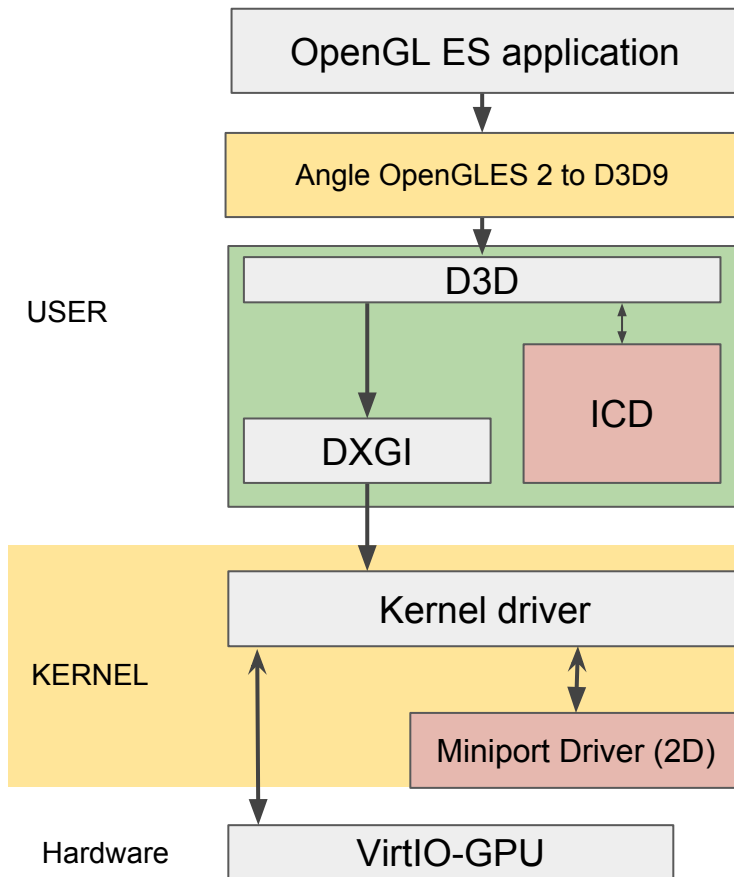 OpenGL ES application
Angle OpenGLES 2 to D3D9
D3D
USER
ICD
DXGI
Kernel driver
KERNEL
Miniport Driver (2D)
Hardware
VirtIO-GPU